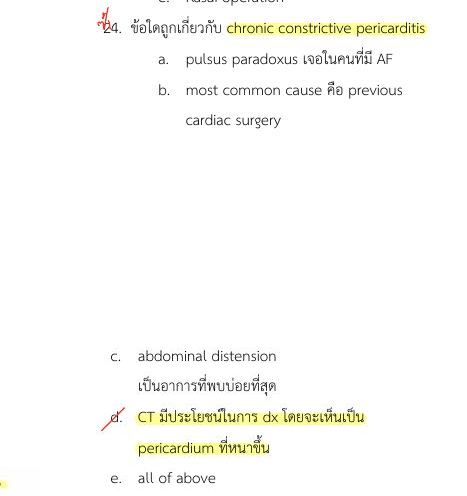 24. ข้อใดถูกเกี่ยวกับ chronic constrictive pericarditis
a. pulsus paradoxus เจอในคนที่มี AF
b. most common cause คือ previous
cardiac surgery
c. abdominal distension
เป็นอาการที่พบบ่อยที่สุด
d. CT มีประโยชน์ในการ dx โดยจะเห็นเป็น
pericardium ที่หนาขึ้น
e. all of above